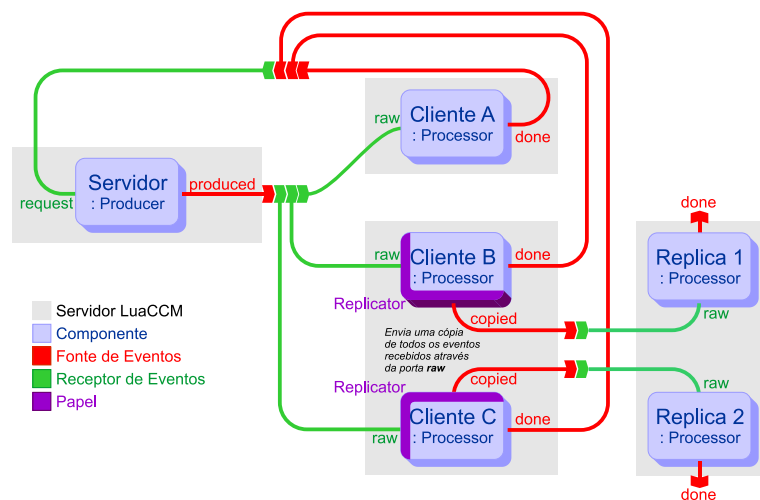 Cliente A
: Processor
raw
done
Servidor
: Producer
request
produced
Cliente B
: Processor
raw
done
Replicator
copied
Envia uma cópia
de todos os eventos
recebidos através
da porta raw
Replicator
copied
Cliente C
: Processor
raw
done
done
Replica 1
: Processor
raw
raw
Replica 2
: Processor
done
Servidor LuaCCM
Componente
Fonte de Eventos
Receptor de Eventos
Papel